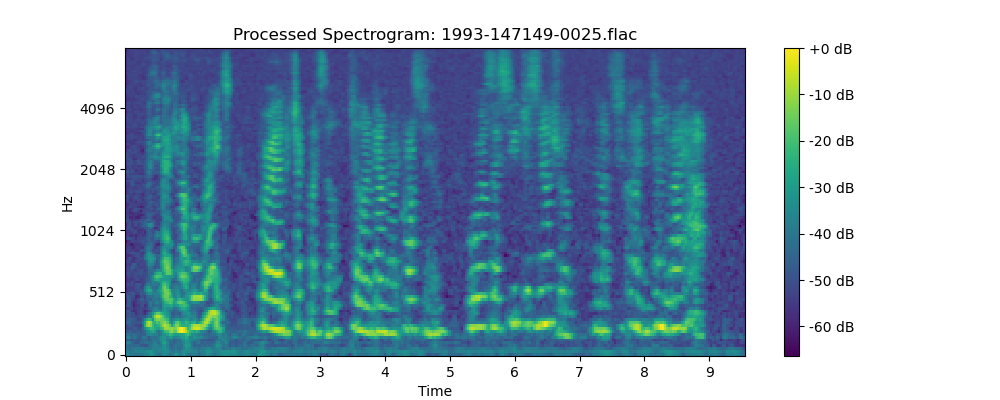 Processed Spectrogram: 1993-147149-0025.flac
+0 dB
4096
-10 dB
2048
-20 dB
Hz
-30 dB
1024
-40 dB
512
-50 dB
-60 dB
0
0 1 2 3 4 5 6 7 8 9
Time